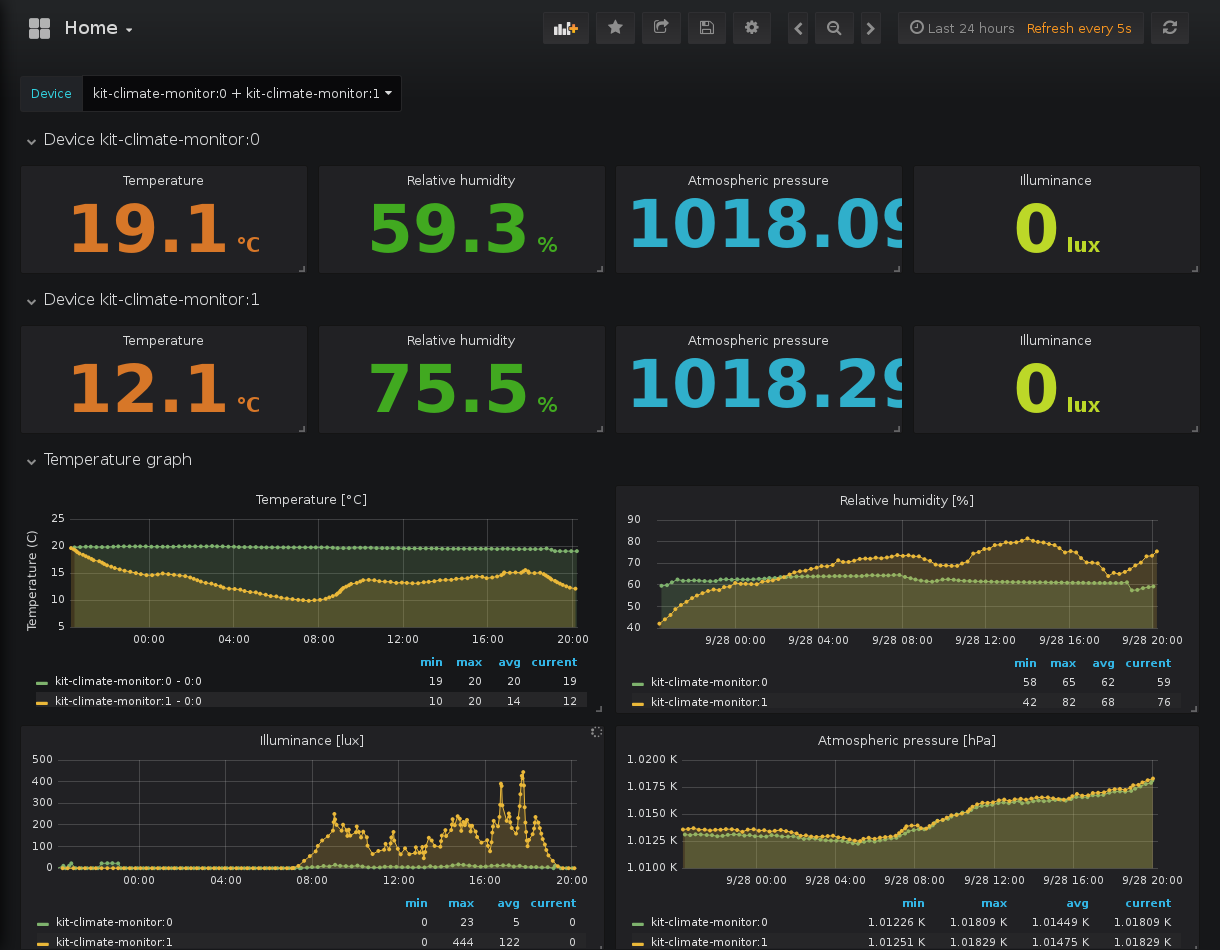 Home
Last 24 hours Refresh every 5s
Device kit-climate-monitor:0 + kit-climate-monitor:1
Device kit-climate-monitor:0
Temperature Relative humidity Atmospheric pressure Illuminance
19.1 °C 59.3 % 1018.09 0 lux
Device kit-climate-monitor:1
Temperature Relative humidity Atmospheric pressure Illuminance
12.1 °C 75.5 % 1018.29 0 lux
Temperature graph
Temperature [°C]
Temperature (C)
25
20
15
10
5
00:00 04:00 08:00 12:00 16:00 20:00
min max avg current
kit-climate-monitor:0 - 0:0 19 20 20 19
kit-climate-monitor:1 - 0:0 10 20 14 12
Relative humidity [%]
90
80
70
60
50
40
9/28 00:00 9/28 04:00 9/28 08:00 9/28 12:00 9/28 16:00 9/28 20:00
min max avg current
kit-climate-monitor:0 58 65 62 59
kit-climate-monitor:1 42 82 68 76
Illuminance [lux]
500
400
300
200
100
0
00:00 04:00 08:00 12:00 16:00 20:00
min max avg current
kit-climate-monitor:0 0 23 5 0
kit-climate-monitor:1 0 444 122 0
Atmospheric pressure [hPa]
1.0200 K
1.0175 K
1.0150 K
1.0125 K
1.0100 K
9/28 00:00 9/28 04:00 9/28 08:00 9/28 12:00 9/28 16:00 9/28 20:00
min max avg current
kit-climate-monitor:0 1.01226 K 1.01809 K 1.01449 K 1.01809 K
kit-climate-monitor:1 1.01251 K 1.01829 K 1.01475 K 1.01829 K